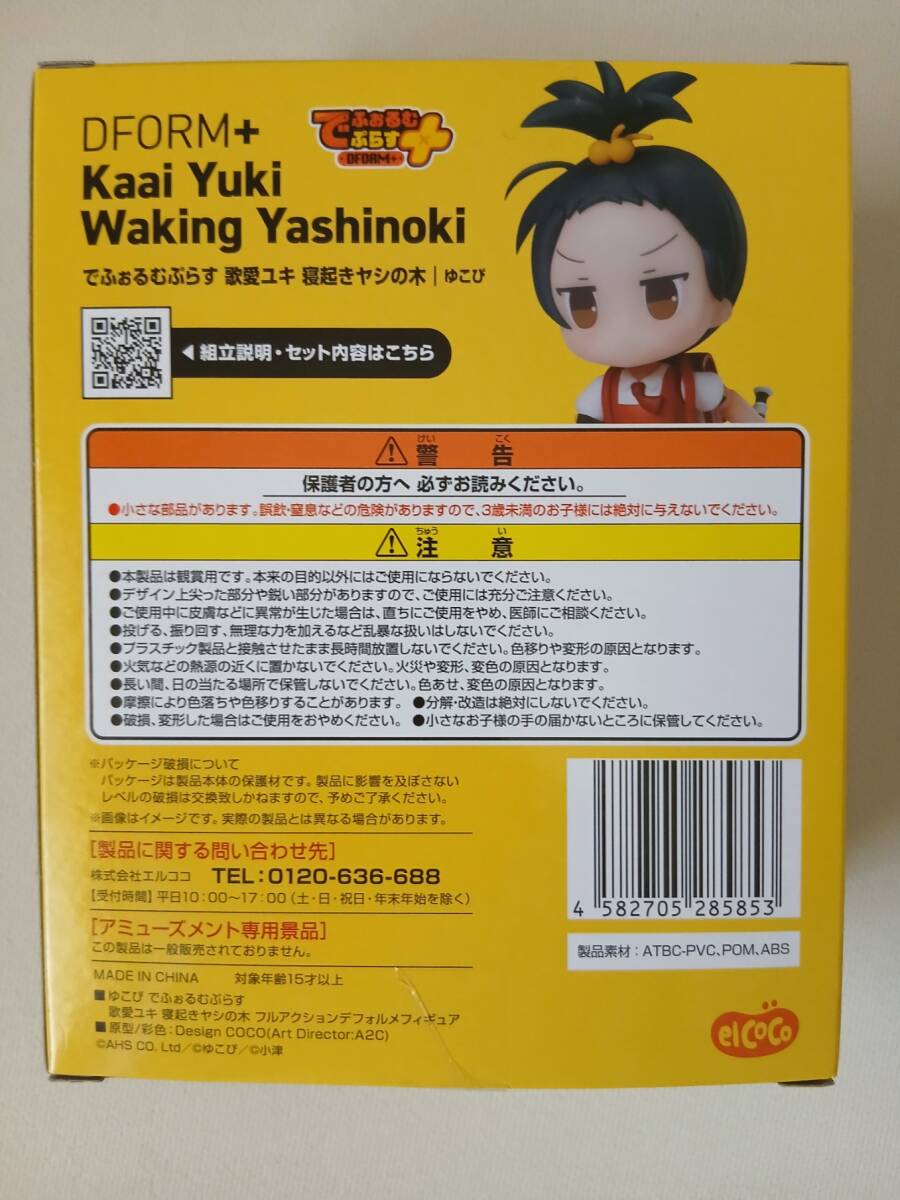 DFORM+
でふぉるむ
ぷらす
DFORM+
Kaai Yuki
Waking Yashinoki
でふぉるむぷらす 歌愛ユキ 寝起きヤシの木 | ゆこぴ
◀ 組立説明・セット内容はこちら
けい こく
⚠ 警 告
保護者の方へ 必ずお読みください。
●小さな部品があります。誤飲・窒息などの危険がありますので、3歳未満のお子様には絶対に与えないでください。
ちゅう い
⚠ 注 意
●本製品は観賞用です。本来の目的以外にはご使用にならないでください。
●デザイン上尖った部分や鋭い部分がありますので、ご使用には充分ご注意ください。
●ご使用中に皮膚などに異常が生じた場合は、直ちにご使用をやめ、医師にご相談ください。
●投げる、振り回す、無理な力を加えるなど乱暴な扱いはしないでください。
●プラスチック製品と接触させたまま長時間放置しないでください。色移りや変形の原因となります。
●火気などの熱源の近くに置かないでください。火災や変形、変色の原因となります。
●長い間、日の当たる場所で保管しないでください。色あせ、変色の原因となります。
●摩擦により色落ちや色移りすることがあります。 ●分解・改造は絶対にしないでください。
●破損、変形した場合はご使用をおやめください。 ●小さなお子様の手の届かないところに保管してください。
※パッケージ破損について
パッケージは製品本体の保護材です。製品に影響を及ぼさない
レベルの破損は交換致しかねますので、予めご了承ください。
※画像はイメージです。実際の製品とは異なる場合があります。
[製品に関する問い合わせ先]
株式会社エルココ TEL:0120-636-688
【受付時間】平日10:00〜17:00(土・日・祝日・年末年始を除く)
[アミューズメント専用景品]
この製品は一般販売されておりません。
MADE IN CHINA 対象年齢15才以上
■ゆこぴ でふぉるむぷらす
歌愛ユキ 寝起きヤシの木 フルアクションデフォルメフィギュア
■原型/彩色:Design COCO(Art Director:A2C)
©AHS CO. Ltd/©ゆこぴ/©小津
4 582705 285853
製品素材:ATBC-PVC,POM,ABS
elCoCo